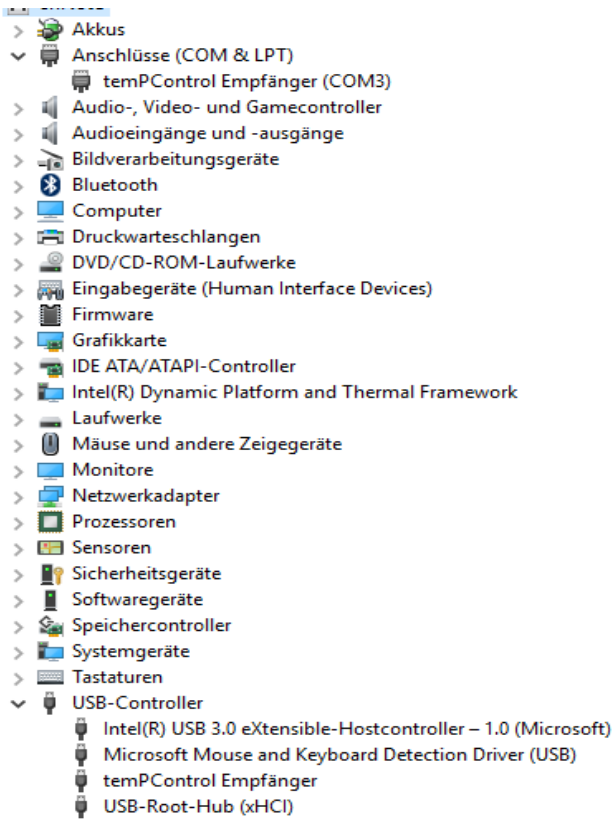 Akkus
Anschlüsse (COM & LPT)
temPControl Empfänger (COM3)
Audio-, Video- und Gamecontroller
Audioeingänge und -ausgänge
Bildverarbeitungsgeräte
Bluetooth
Computer
Druckwarteschlangen
DVD/CD-ROM-Laufwerke
Eingabegeräte (Human Interface Devices)
Firmware
Grafikkarte
IDE ATA/ATAPI-Controller
Intel(R) Dynamic Platform and Thermal Framework
Laufwerke
Mäuse und andere Zeigegeräte
Monitore
Netzwerkadapter
Prozessoren
Sensoren
Sicherheitsgeräte
Softwaregeräte
Speichercontroller
Systemgeräte
Tastaturen
USB-Controller
Intel(R) USB 3.0 eXtensible-Hostcontroller – 1.0 (Microsoft)
Microsoft Mouse and Keyboard Detection Driver (USB)
temPControl Empfänger
USB-Root-Hub (xHCI)